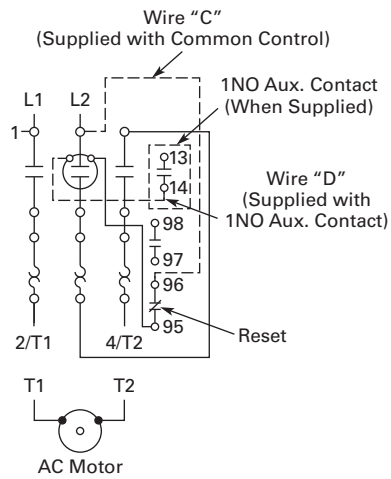 Wire “C”
(Supplied with Common Control)
1NO Aux. Contact
(When Supplied)
L1
L2
1
13
14
Wire “D”
(Supplied with
1NO Aux. Contact)
98
97
96
95
Reset
2/T1
4/T2
T1
T2
AC Motor